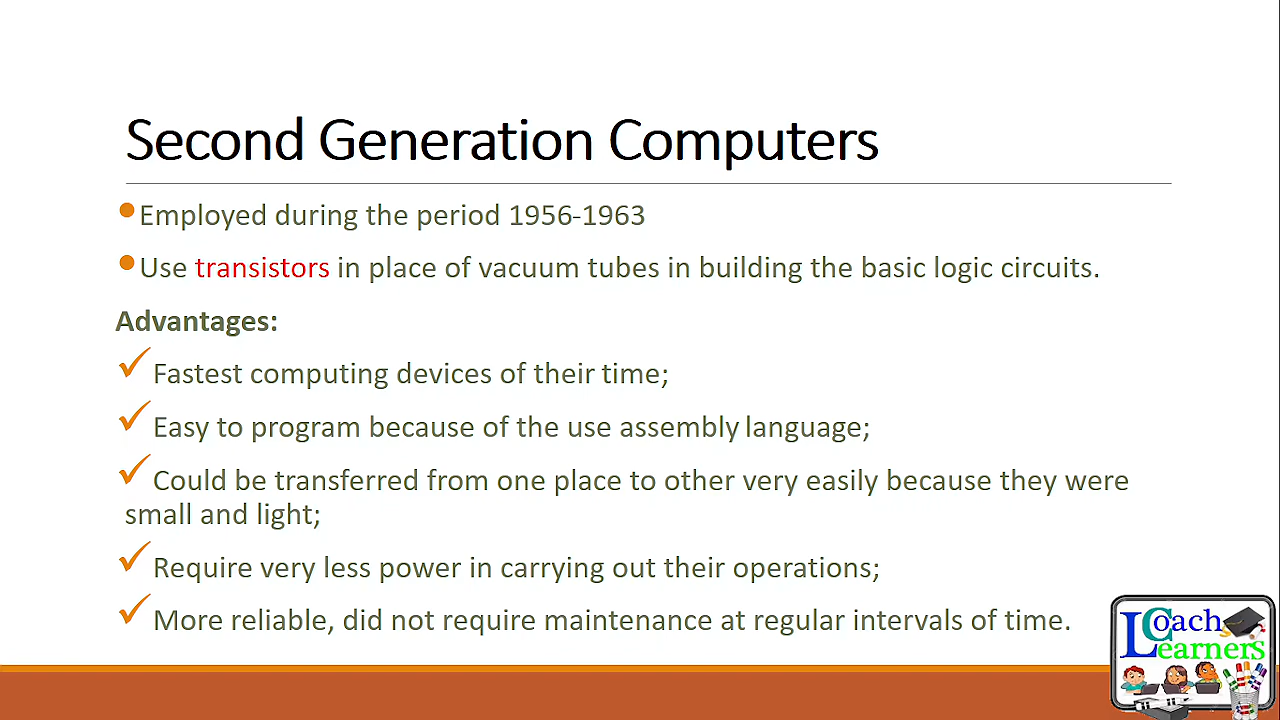 Second Generation Computers
Employed during the period 1956-1963
Use transistors in place of vacuum tubes in building the basic logic circuits.
Advantages:
Fastest computing devices of their time;
Easy to program because of the use assembly language;
Could be transferred from one place to other very easily because they were
small and light;
Require very less power in carrying out their operations;
More reliable, did not require maintenance at regular intervals of time.
Coach
Learners